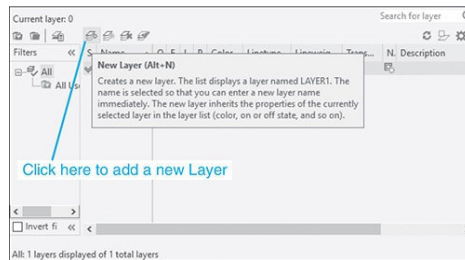 Current layer: 0
Search for layer
Filters
S.. Name O F.. L.. P.. Color Linetype Lineweig... Trans... N.. Description
All
All Use
New Layer (Alt+N)
Creates a new layer. The list displays a layer named LAYER1. The
name is selected so that you can enter a new layer name
immediately. The new layer inherits the properties of the currently
selected layer in the layer list (color, on or off state, and so on).
Click here to add a new Layer
Invert fi
All: 1 layers displayed of 1 total layers